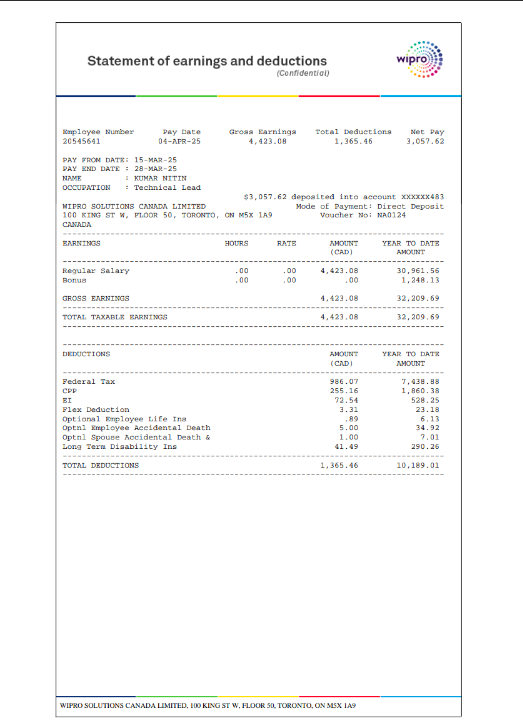 Statement of earnings and deductions
(Confidential)
wipro
Employee Number Pay Date Gross Earnings Total Deductions Net Pay
20545641 04-APR-25 4,423.08 1,365.46 3,057.62
PAY FROM DATE: 15-MAR-25
PAY END DATE : 28-MAR-25
NAME : KUMAR NITIN
OCCUPATION : Technical Lead
$3,057.62 deposited into account XXXXXX483
WIPRO SOLUTIONS CANADA LIMITED Mode of Payment: Direct Deposit
100 KING ST W, FLOOR 50, TORONTO, ON M5X 1A9 Voucher No: NA0124
CANADA
EARNINGS HOURS RATE AMOUNT YEAR TO DATE
(CAD) AMOUNT
Regular Salary .00 .00 4,423.08 30,961.56
Bonus .00 .00 .00 1,248.13
GROSS EARNINGS 4,423.08 32,209.69
TOTAL TAXABLE EARNINGS 4,423.08 32,209.69
DEDUCTIONS AMOUNT YEAR TO DATE
(CAD) AMOUNT
Federal Tax 986.07 7,438.88
CPP 255.16 1,860.38
EI 72.54 528.25
Flex Deduction 3.31 23.18
Optional Employee Life Ins .89 6.13
Optnl Employee Accidental Death 5.00 34.92
Optnl Spouse Accidental Death & 1.00 7.01
Long Term Disability Ins 41.49 290.26
TOTAL DEDUCTIONS 1,365.46 10,189.01
WIPRO SOLUTIONS CANADA LIMITED, 100 KING ST W, FLOOR 50, TORONTO, ON M5X 1A9